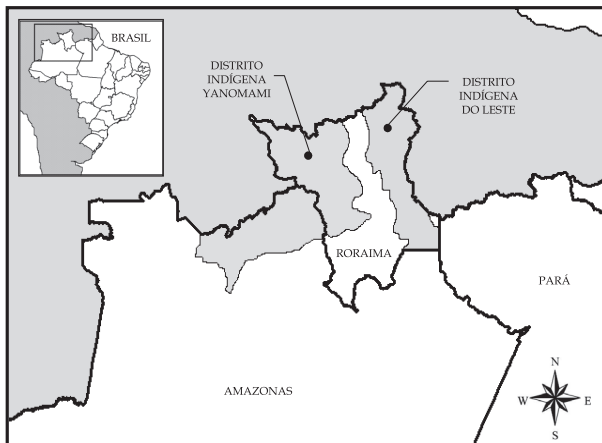 BRASIL
DISTRITO
INDÍGENA
YANOMAMI
DISTRITO
INDÍGENA
DO LESTE
RORAIMA
PARÁ
AMAZONAS
N
W
E
S